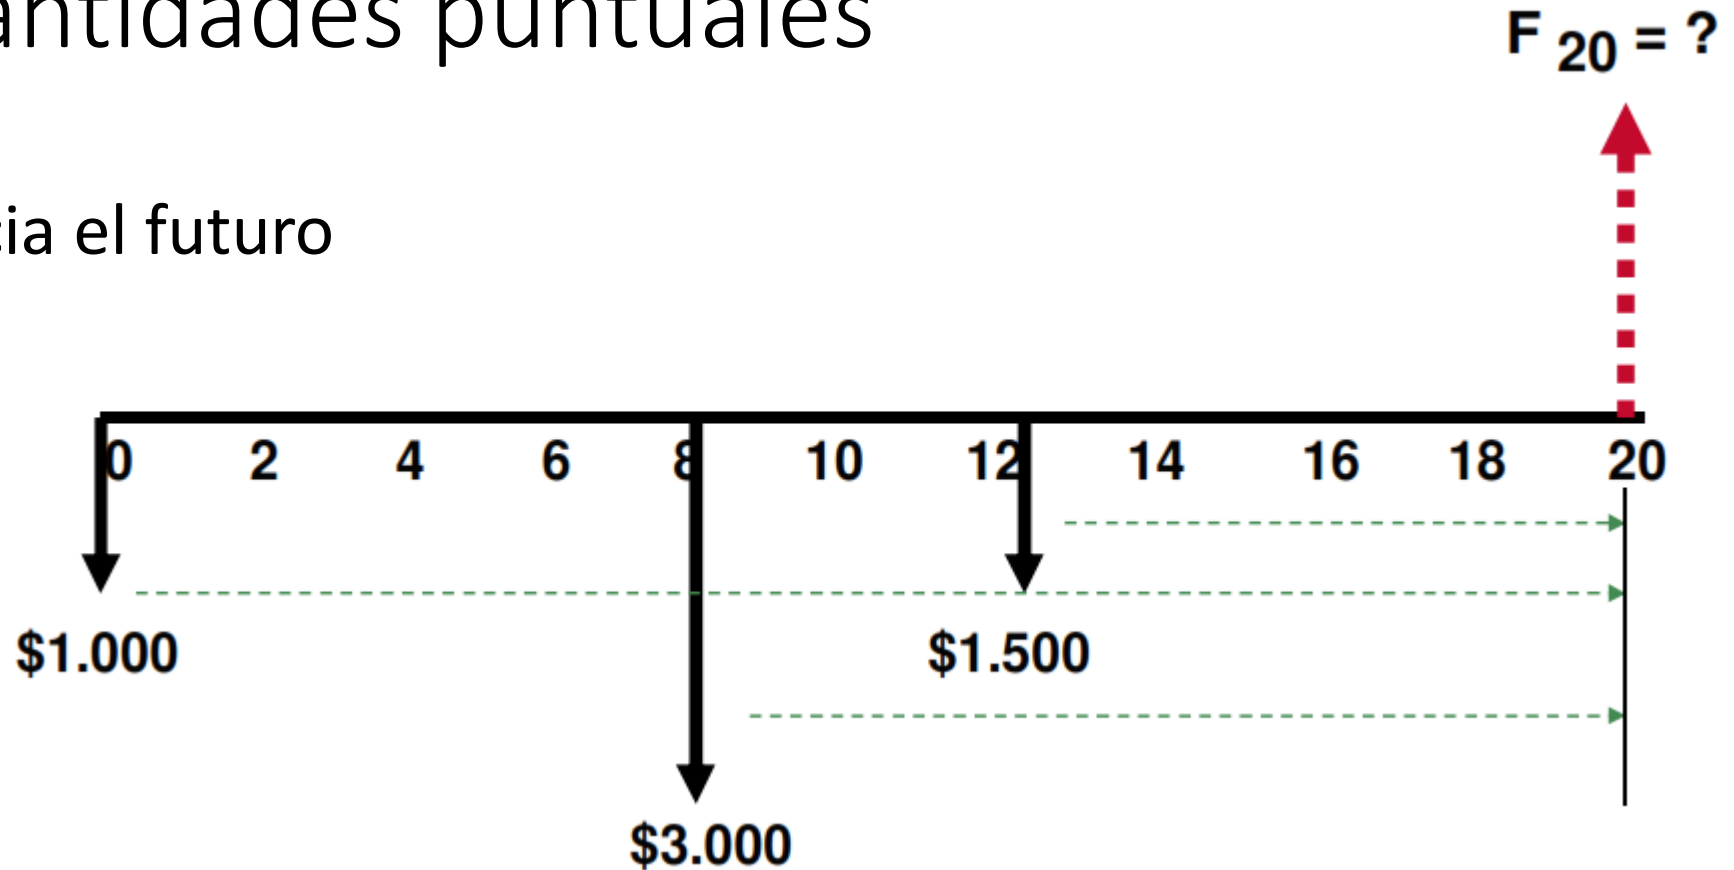 antidades puntuales
F 20 = ?
cia el futuro
0 2 4 6 8 10 12 14 16 18 20
$1.000
$1.500
$3.000